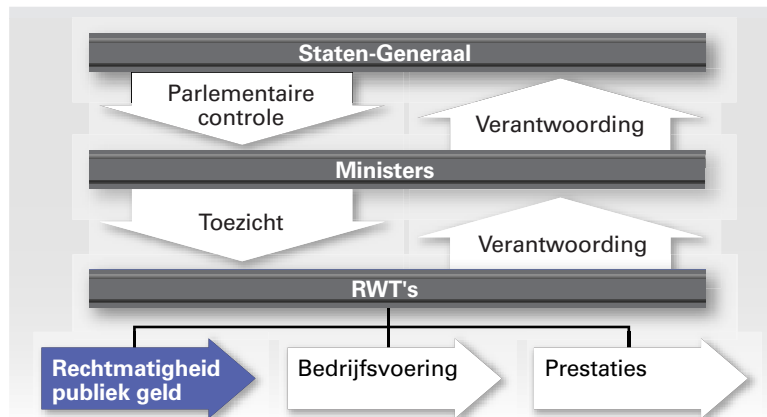 Staten-Generaal
Parlementaire
controle
Verantwoording
Ministers
Toezicht
Verantwoording
RWT's
Rechtmatigheid
publiek geld
Bedrijfsvoering
Prestaties